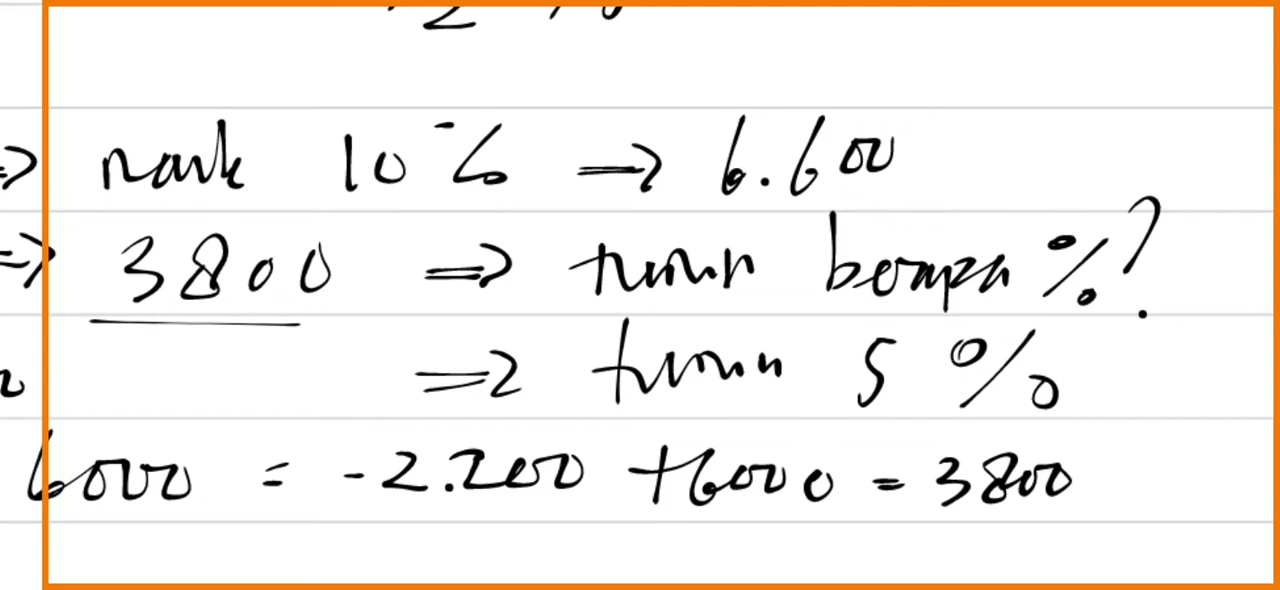 => naik 10 % => 6.600
=> 3800 => turun berapa %?
=> turun 5 %
6000 = -2.200 + 6000 = 3800